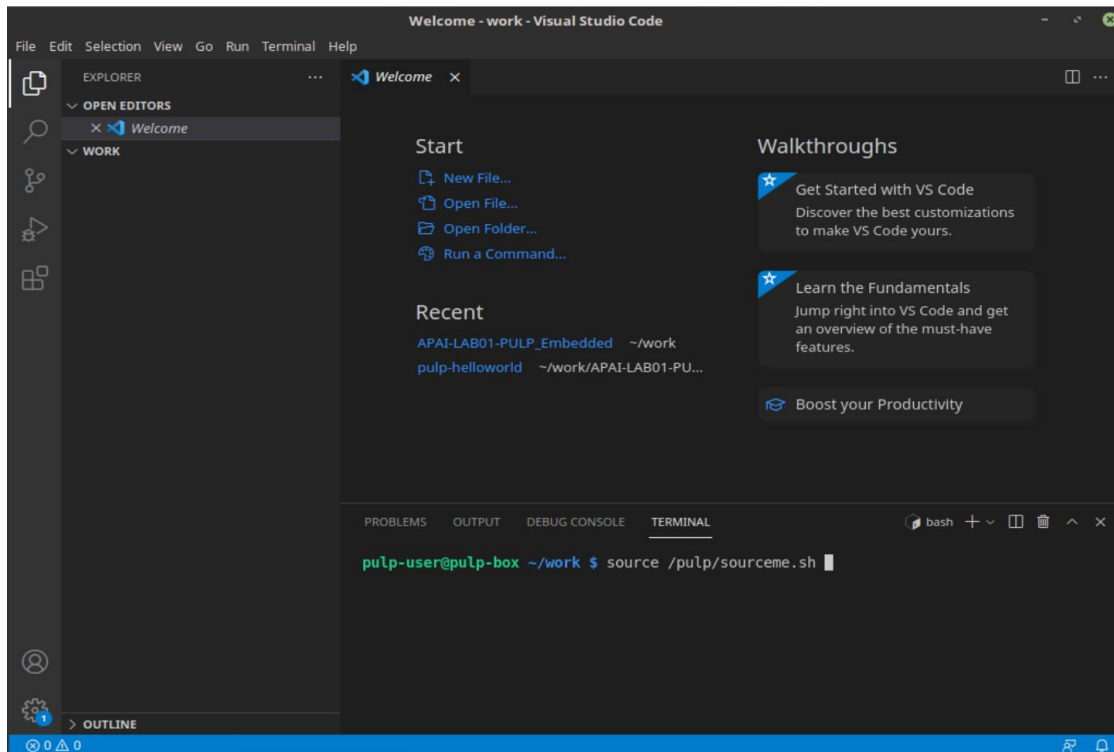 Welcome - work - Visual Studio Code
File Edit Selection View Go Run Terminal Help
EXPLORER
OPEN EDITORS
Welcome
WORK
OUTLINE
Welcome
Start
New File...
Open File...
Open Folder...
Run a Command...
Recent
APAI-LAB01-PULP_Embedded ~/work
pulp-helloworld ~/work/APAI-LAB01-PU...
Walkthroughs
Get Started with VS Code
Discover the best customizations
to make VS Code yours.
Learn the Fundamentals
Jump right into VS Code and get
an overview of the must-have
features.
Boost your Productivity
PROBLEMS OUTPUT DEBUG CONSOLE TERMINAL bash
pulp-user@pulp-box ~/work $ source /pulp/sourceme.sh
1
0 0